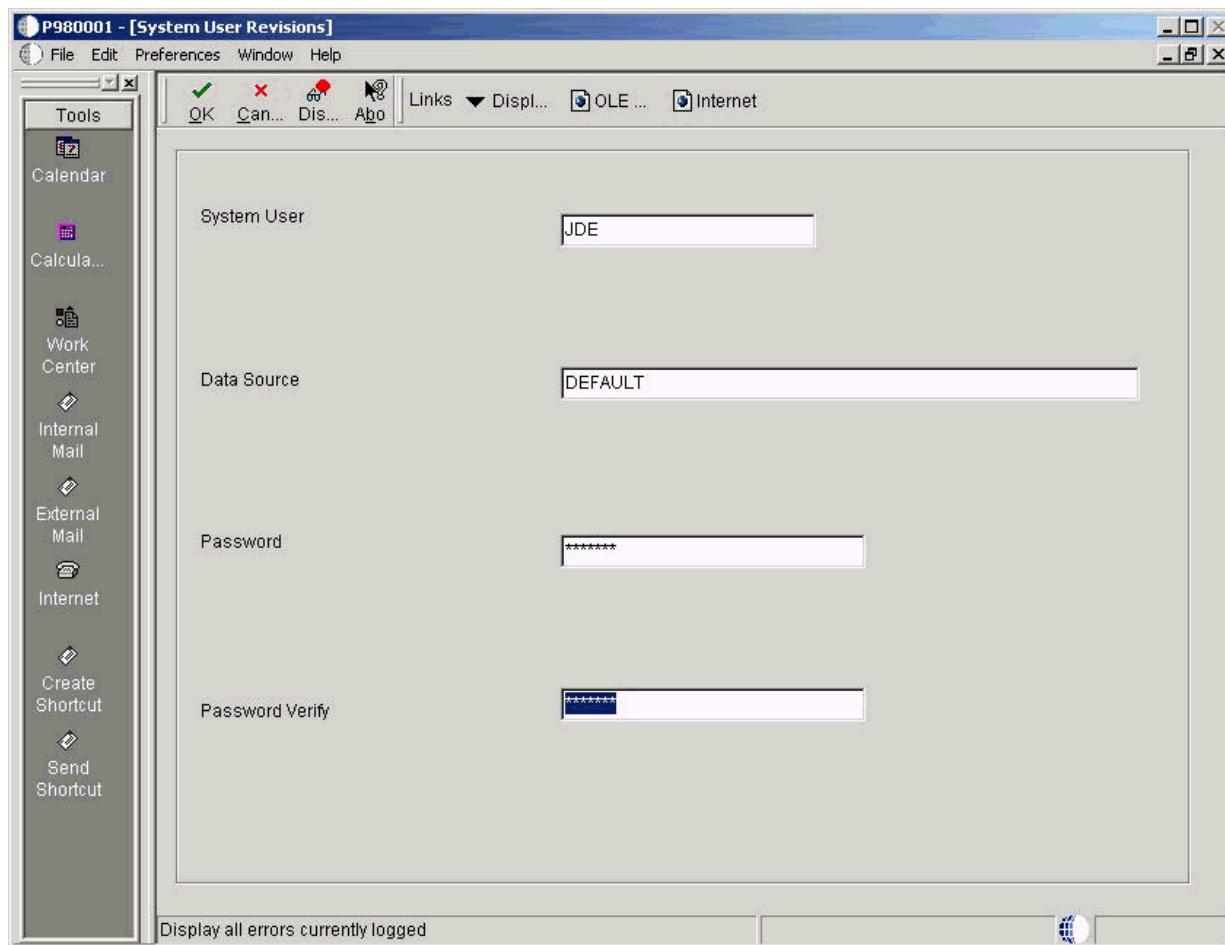 P980001 - [System User Revisions]
File Edit Preferences Window Help
Tools
Calendar
Calcula...
Work
Center
Internal
Mail
External
Mail
Internet
Create
Shortcut
Send
Shortcut
OK Can... Dis... Abo Links Displ... OLE ... Internet
System User JDE
Data Source DEFAULT
Password *******
Password Verify *******
Display all errors currently logged